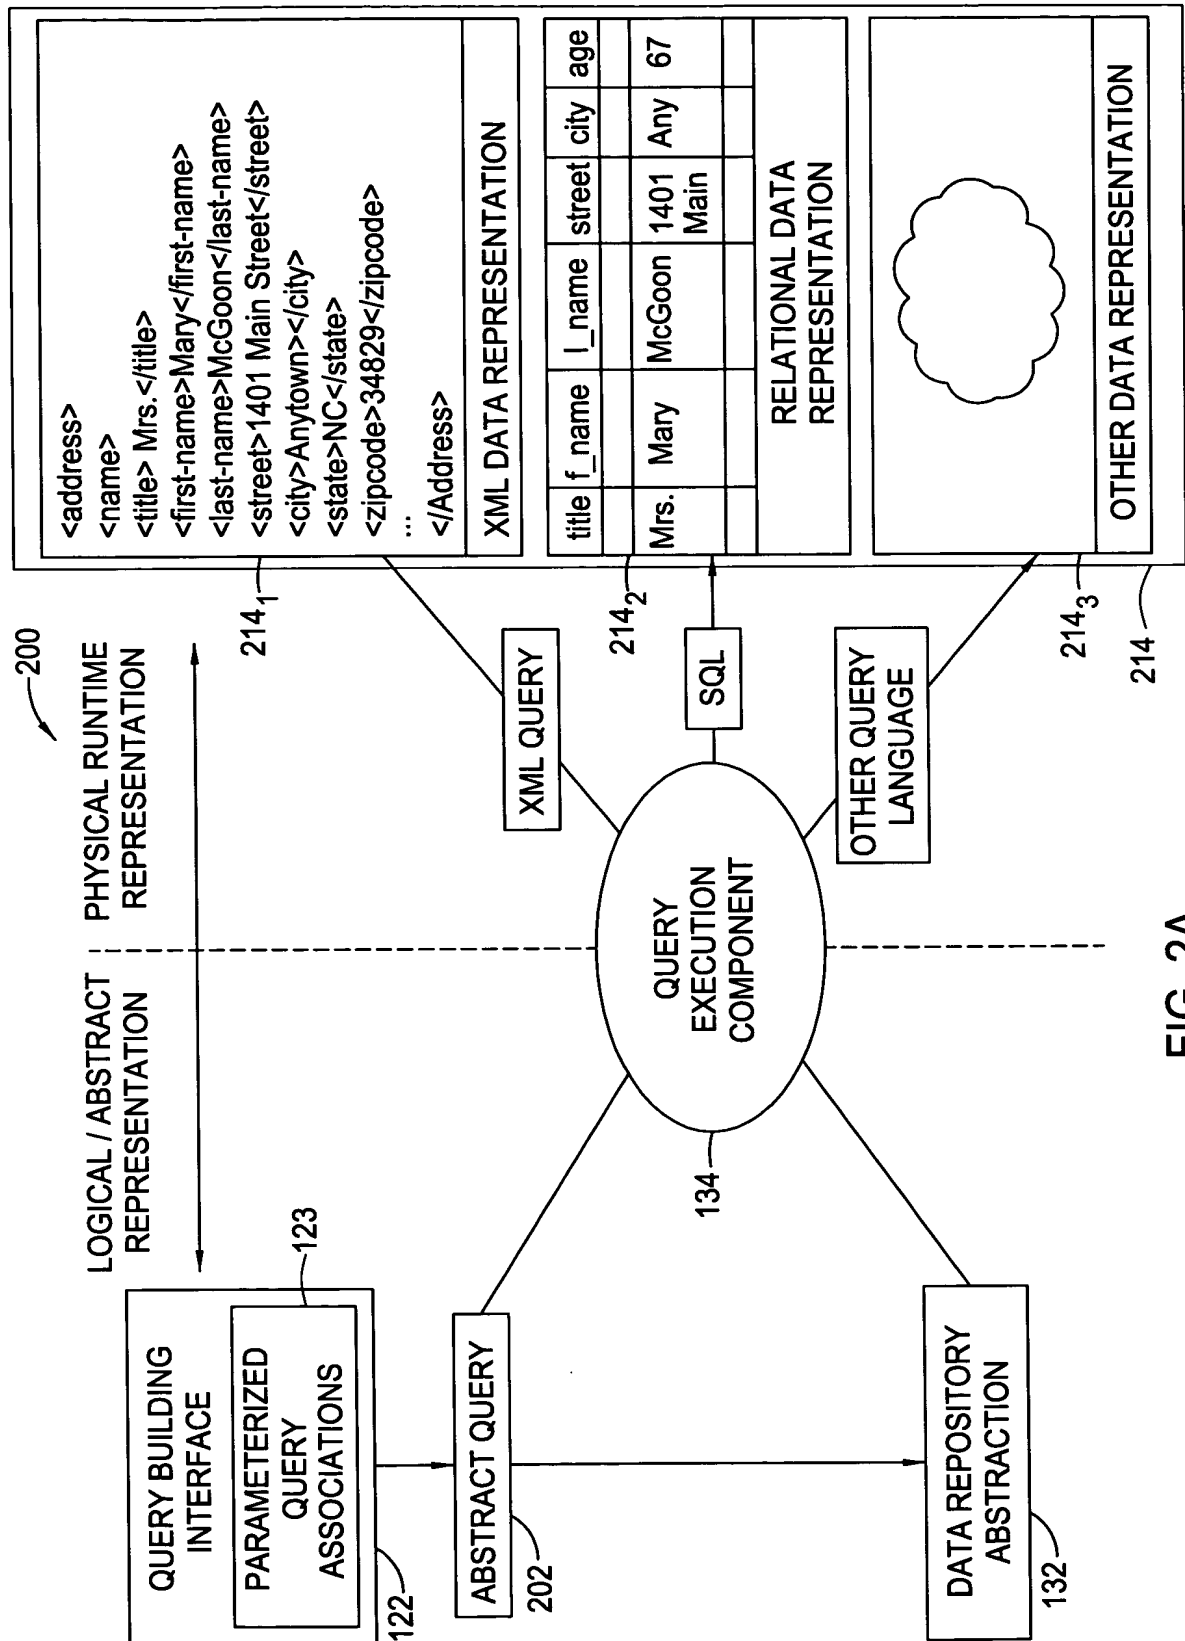 200
LOGICAL / ABSTRACT
REPRESENTATION
PHYSICAL RUNTIME
REPRESENTATION
QUERY BUILDING
INTERFACE
123
PARAMETERIZED
QUERY
ASSOCIATIONS
122
ABSTRACT QUERY
202
DATA REPOSITORY
ABSTRACTION
132
QUERY
EXECUTION
COMPONENT
134
XML QUERY
SQL
OTHER QUERY
LANGUAGE
<address>
<name>
<title> Mrs.</title>
<first-name>Mary</first-name>
<last-name>McGoon</last-name>
<street>1401 Main Street</street>
<city>Anytown></city>
<state>NC</state>
<zipcode>34829</zipcode>
...
</Address>
XML DATA REPRESENTATION
214₁
title f_name l_name street city age
Mrs. Mary McGoon 1401 Main Any 67
RELATIONAL DATA
REPRESENTATION
214₂
OTHER DATA REPRESENTATION
214₃
214
FIG. 2A